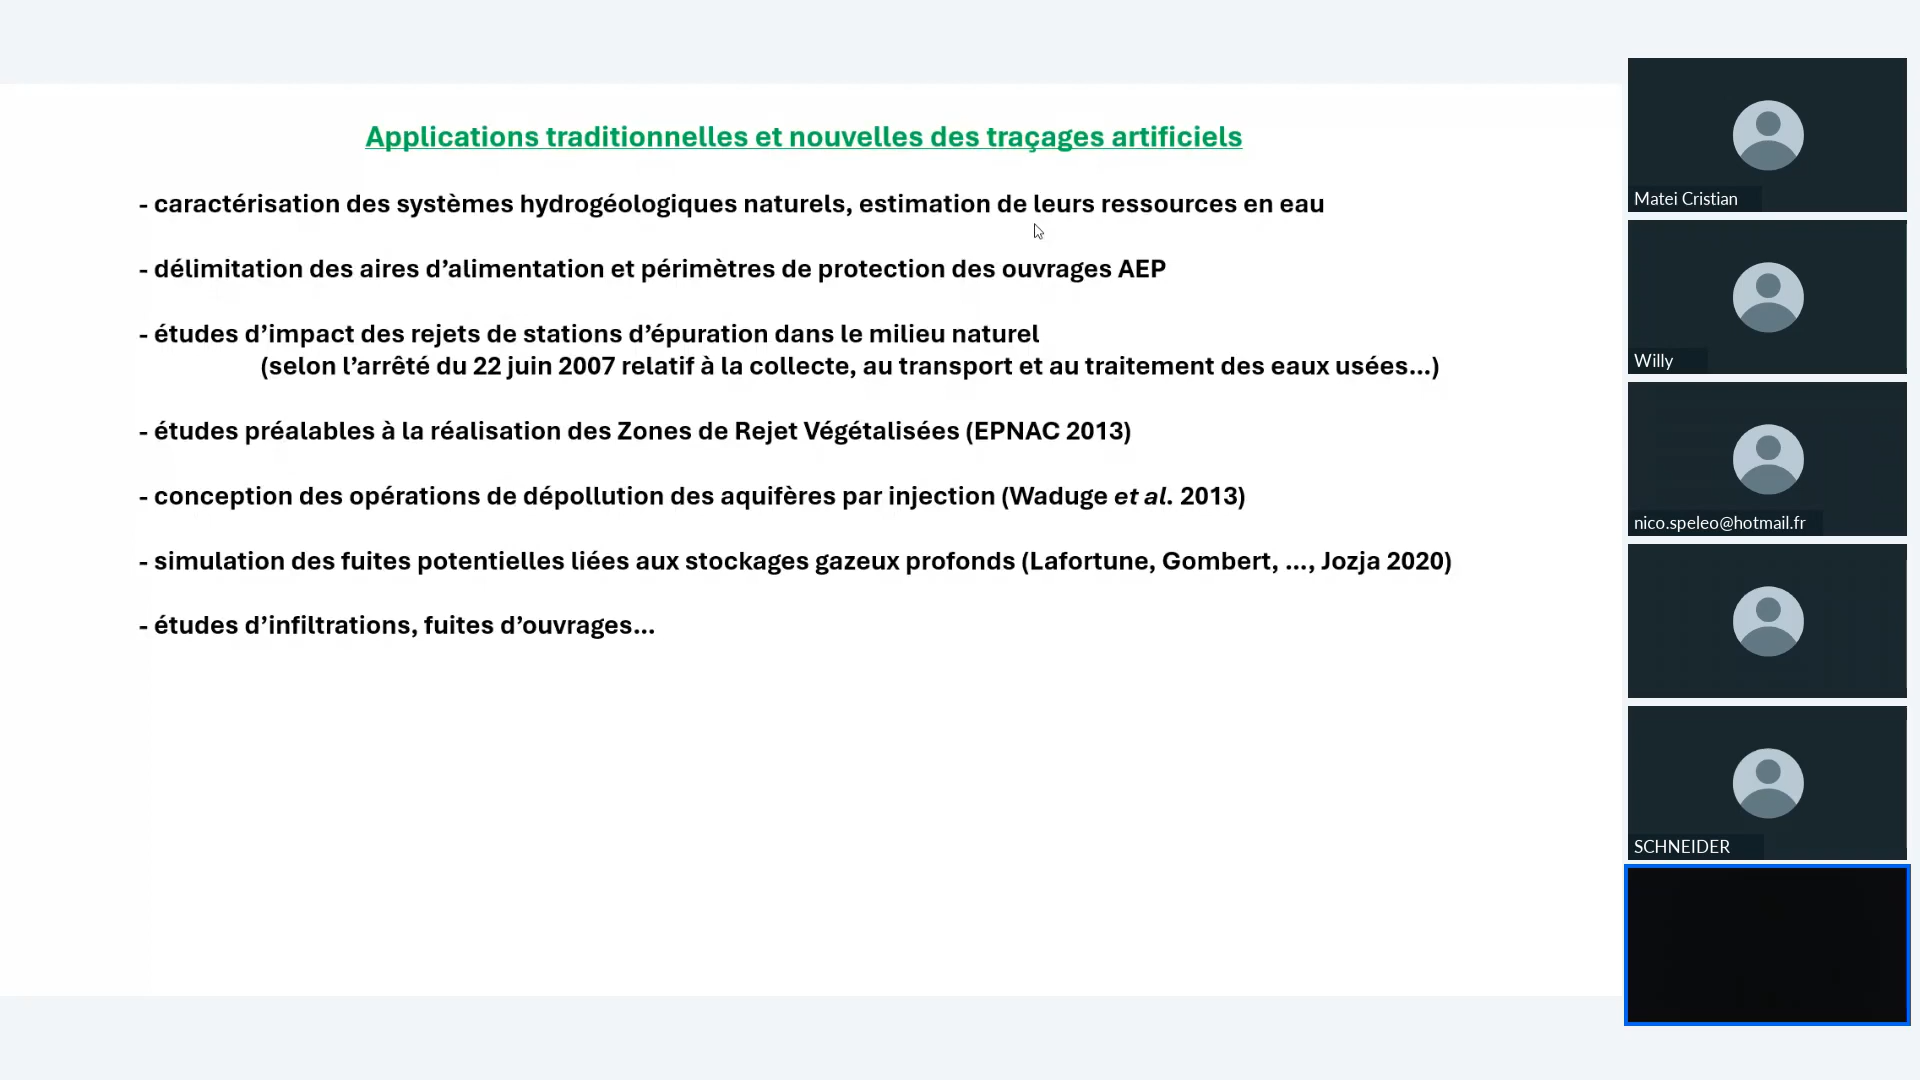 Applications traditionnelles et nouvelles des traçages artificiels
- caractérisation des systèmes hydrogéologiques naturels, estimation de leurs ressources en eau
- délimitation des aires d’alimentation et périmètres de protection des ouvrages AEP
- études d’impact des rejets de stations d’épuration dans le milieu naturel
(selon l’arrêté du 22 juin 2007 relatif à la collecte, au transport et au traitement des eaux usées…)
- études préalables à la réalisation des Zones de Rejet Végétalisées (EPNAC 2013)
- conception des opérations de dépollution des aquifères par injection (Waduge et al. 2013)
- simulation des fuites potentielles liées aux stockages gazeux profonds (Lafortune, Gombert, …, Jozja 2020)
- études d’infiltrations, fuites d’ouvrages…
Matei Cristian
Willy
nico.speleo@hotmail.fr
SCHNEIDER